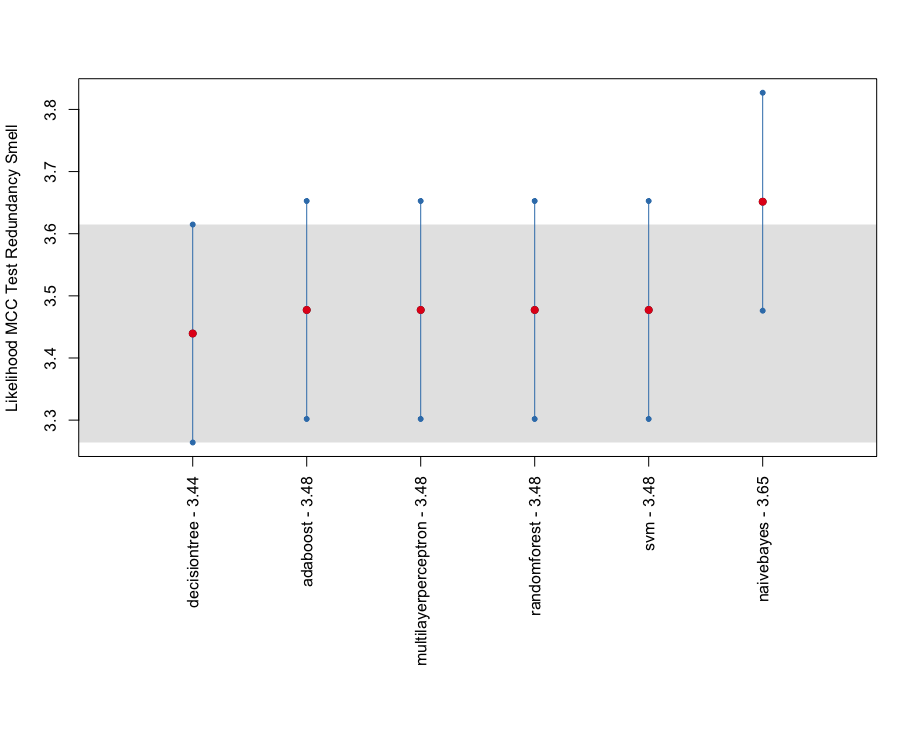 Likelihood MCC Test Redundancy Smell
3.8
3.7
3.6
3.5
3.4
3.3
decisiontree - 3.44
adaboost - 3.48
multilayerperceptron - 3.48
randomforest - 3.48
svm - 3.48
naivebayes - 3.65